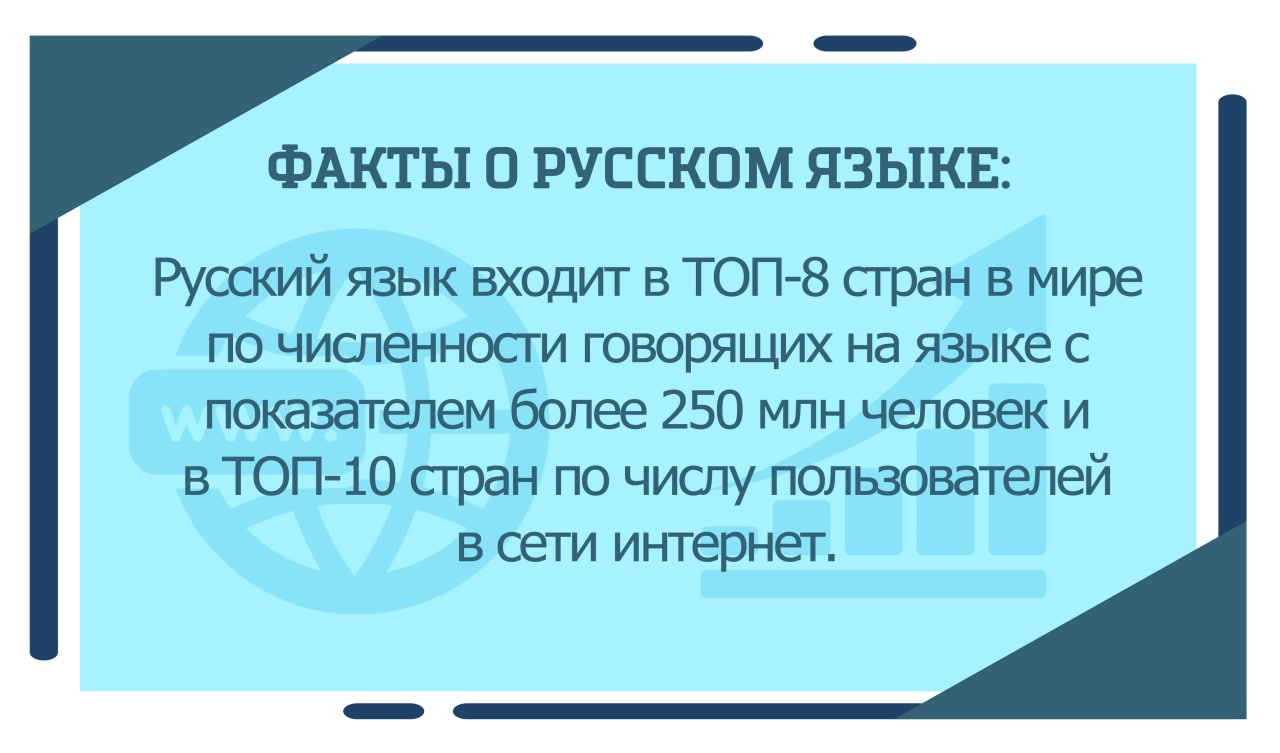 ФАКТЫ О РУССКОМ ЯЗЫКЕ:
Русский язык входит в ТОП-8 стран в мире
по численности говорящих на языке с
показателем более 250 млн человек и
в ТОП-10 стран по числу пользователей
в сети интернет.
www.